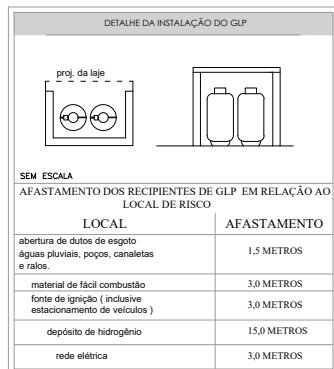 DETALHE DA INSTALAÇÃO DO GLP
proj. da laje
SEM ESCALA
AFASTAMENTO DOS RECIPIENTES DE GLP EM RELAÇÃO AO
LOCAL DE RISCO
LOCAL AFASTAMENTO
abertura de dutos de esgoto
águas pluviais, poços, canaletas
e ralos.
1,5 METROS
material de fácil combustão 3,0 METROS
fonte de ignição ( inclusive
estacionamento de veículos )
3,0 METROS
depósito de hidrogênio 15,0 METROS
rede elétrica 3,0 METROS